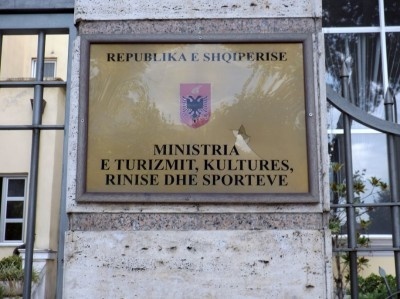 REPUBLIKA E SHQIPERISE
MINISTRIA
E TURIZMIT, KULTURES,
RINISE DHE SPORTEVE